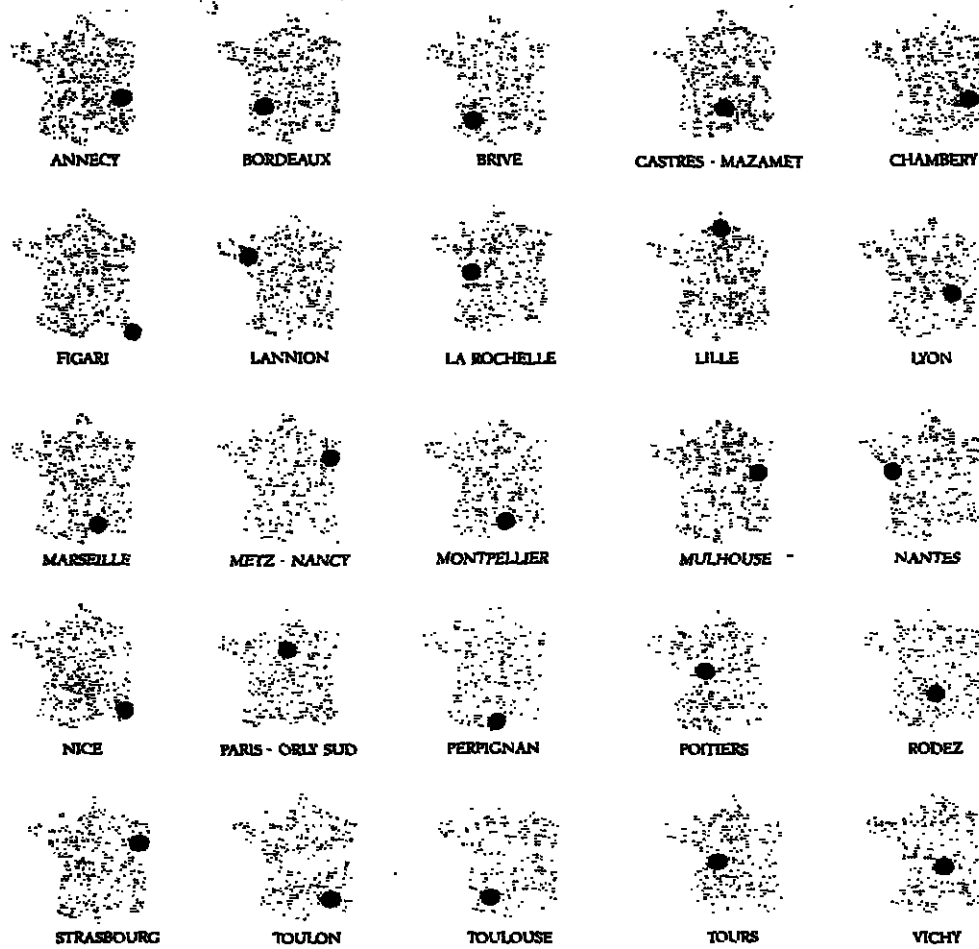 ANNECY BORDEAUX BRIVE CASTRES - MAZAMET CHAMBERY
FIGARI LANNION LA ROCHELLE LILLE LYON
MARSEILLE METZ - NANCY MONTPELLIER MULHOUSE NANTES
NICE PARIS - ORLY SUD PERPIGNAN POITIERS RODEZ
STRASBOURG TOULON TOULOUSE TOURS VICHY